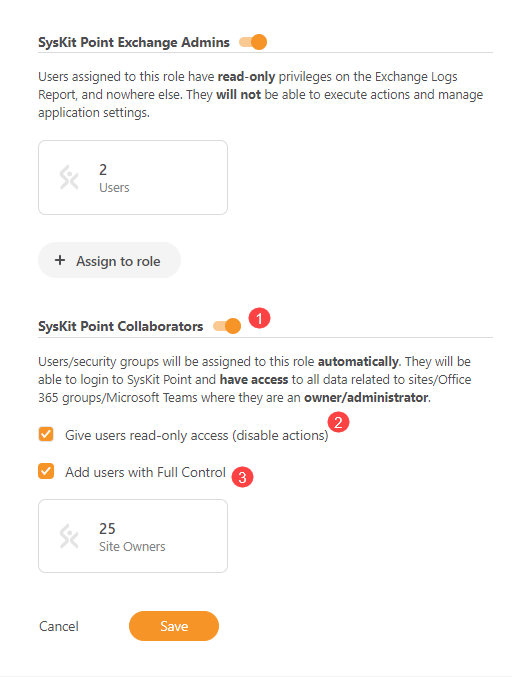 SysKit Point Exchange Admins
Users assigned to this role have read-only privileges on the Exchange Logs
Report, and nowhere else. They will not be able to execute actions and manage
application settings.
2
Users
+ Assign to role
SysKit Point Collaborators 1
Users/security groups will be assigned to this role automatically. They will be
able to login to SysKit Point and have access to all data related to sites/Office
365 groups/Microsoft Teams where they are an owner/administrator.
Give users read-only access (disable actions) 2
Add users with Full Control 3
25
Site Owners
Cancel Save